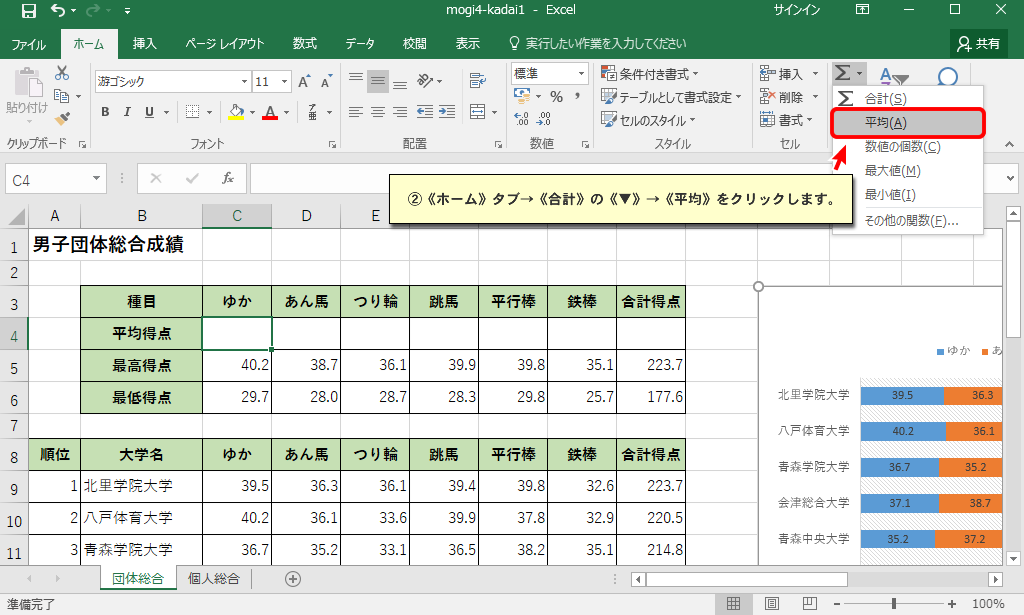 mogi4-kadai1 - Excel
サインイン
ファイル ホーム 挿入 ページ レイアウト 数式 データ 校閲 表示 実行したい作業を入力してください 共有
貼り付け
クリップボード
游ゴシック 11 A A
B I U A
フォント
配置
標準
% ,
数値
条件付き書式
テーブルとして書式設定
セルのスタイル
スタイル
挿入
削除
書式
セル
Σ
Σ 合計(S)
平均(A)
数値の個数(C)
最大値(M)
最小値(I)
その他の関数(F)...
C4 fx
②《ホーム》タブ→《合計》の《▼》→《平均》をクリックします。
A B C D E
1 男子団体総合成績
2
3 種目 ゆか あん馬 つり輪 跳馬 平行棒 鉄棒 合計得点
4 平均得点
5 最高得点 40.2 38.7 36.1 39.9 39.8 35.1 223.7
6 最低得点 29.7 28.0 28.7 28.3 29.8 25.7 177.6
7
8 順位 大学名 ゆか あん馬 つり輪 跳馬 平行棒 鉄棒 合計得点
9 1 北里学院大学 39.5 36.3 36.1 39.4 39.8 32.6 223.7
10 2 八戸体育大学 40.2 36.1 33.6 39.9 37.8 32.9 220.5
11 3 青森学院大学 36.7 35.2 33.1 36.5 38.2 35.1 214.8
ゆか あ
北里学院大学 39.5 36.3
八戸体育大学 40.2 36.1
青森学院大学 36.7 35.2
会津総合大学 37.1 38.7
青森中央大学 35.2 37.2
団体総合 個人総合
準備完了
100%